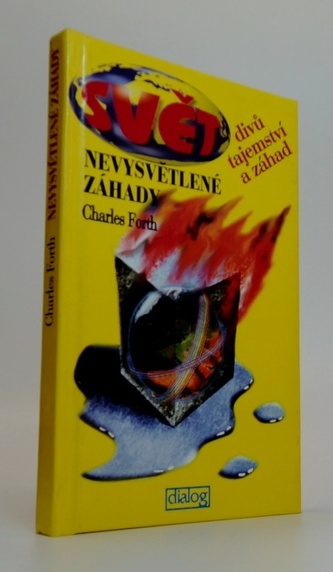 SVĚT
divů
tajemství
a záhad
NEVYSVĚTLENÉ
ZÁHADY
Charles Forth
dialog
Charles Forth NEVYSVĚTLENÉ ZÁHADY